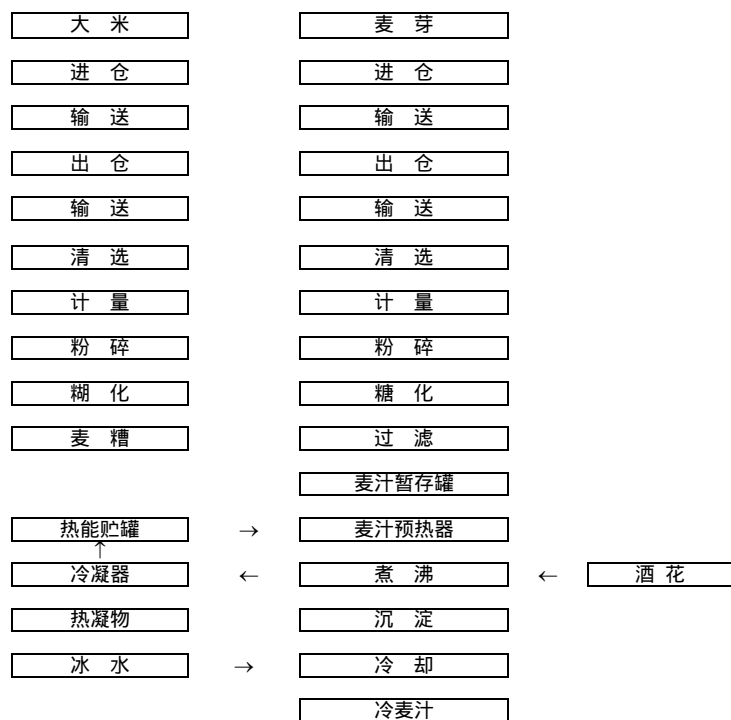 大 米 麦 芽
进 仓 进 仓
输 送 输 送
出 仓 出 仓
输 送 输 送
清 选 清 选
计 量 计 量
粉 碎 粉 碎
糊 化 糖 化
麦 糟 过 滤
麦汁暂存罐
热能贮罐 → 麦汁预热器
↑
冷凝器 ← 煮 沸 ← 酒 花
热凝物 沉 淀
冰 水 → 冷 却
冷麦汁